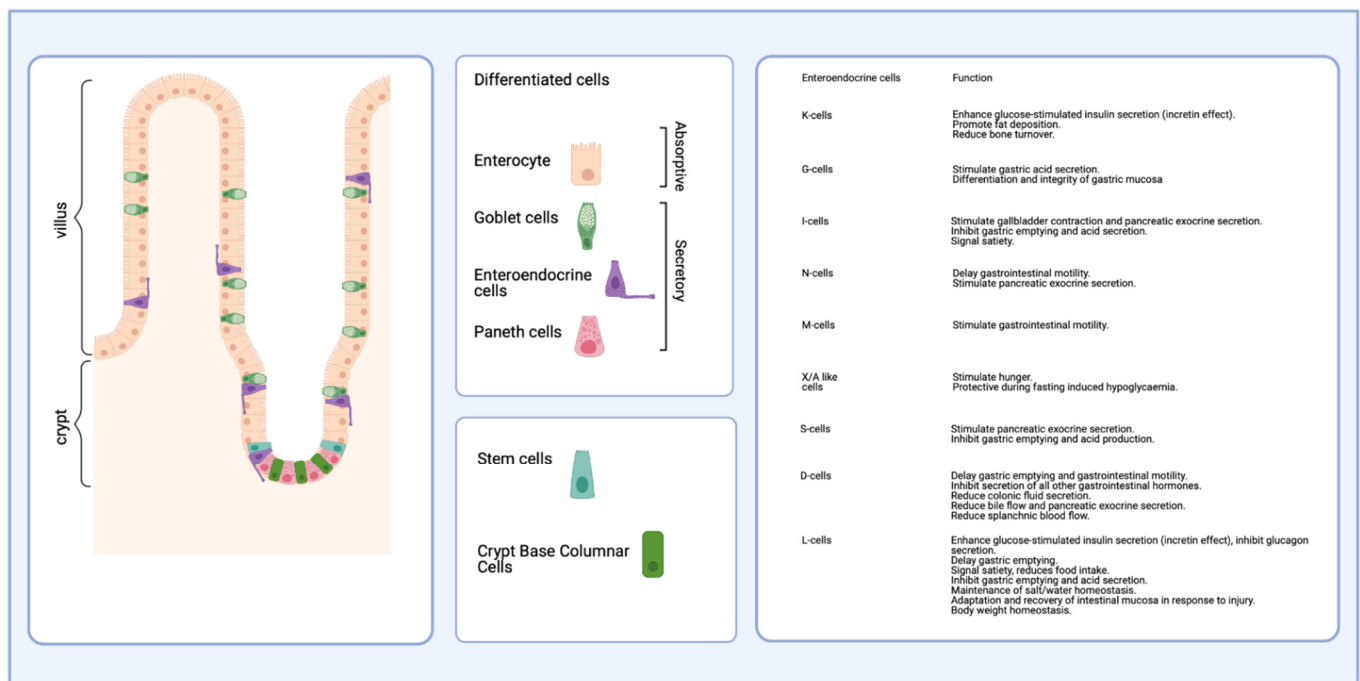 villus
crypt
Differentiated cells
Enterocyte
Goblet cells
Enteroendocrine
cells
Paneth cells
Absorptive
Secretory
Stem cells
Crypt Base Columnar
Cells
Enteroendocrine cells Function
K-cells Enhance glucose-stimulated insulin secretion (incretin effect).
Promote fat deposition.
Reduce bone turnover.
G-cells Stimulate gastric acid secretion.
Differentiation and integrity of gastric mucosa
I-cells Stimulate gallbladder contraction and pancreatic exocrine secretion.
Inhibit gastric emptying and acid secretion.
Signal satiety.
N-cells Delay gastrointestinal motility.
Stimulate pancreatic exocrine secretion.
M-cells Stimulate gastrointestinal motility.
X/A like Stimulate hunger.
cells Protective during fasting induced hypoglycaemia.
S-cells Stimulate pancreatic exocrine secretion.
Inhibit gastric emptying and acid production.
D-cells Delay gastric emptying and gastrointestinal motility.
Inhibit secretion of all other gastrointestinal hormones.
Reduce colonic fluid secretion.
Reduce bile flow and pancreatic exocrine secretion.
Reduce splanchnic blood flow.
L-cells Enhance glucose-stimulated insulin secretion (incretin effect), inhibit glucagon
secretion.
Delay gastric emptying.
Signal satiety, reduces food intake.
Inhibit gastric emptying and acid secretion.
Maintenance of salt/water homeostasis.
Adaptation and recovery of intestinal mucosa in response to injury.
Body weight homeostasis.